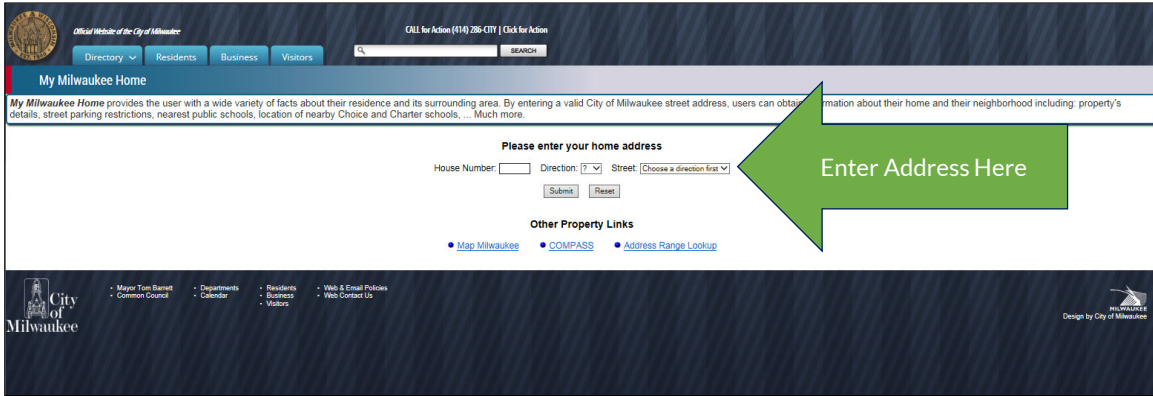 Official Website of the City of Milwaukee
CALL for Action (414) 286-CITY | Click for Action
Directory Residents Business Visitors
SEARCH
My Milwaukee Home
My Milwaukee Home provides the user with a wide variety of facts about their residence and its surrounding area. By entering a valid City of Milwaukee street address, users can obtain mation about their home and their neighborhood including: property's
details, street parking restrictions, nearest public schools, location of nearby Choice and Charter schools, ... Much more.
Please enter your home address
House Number: Direction: ? Street: Choose a direction first
Enter Address Here
Submit Reset
Other Property Links
Map Milwaukee COMPASS Address Range Lookup
City
of
Milwaukee
Mayor Tom Barrett
Common Council
Departments
Calendar
Residents
Business
Visitors
Web & Email Policies
Web Contact Us
MILWAUKEE
Design by City of Milwaukee